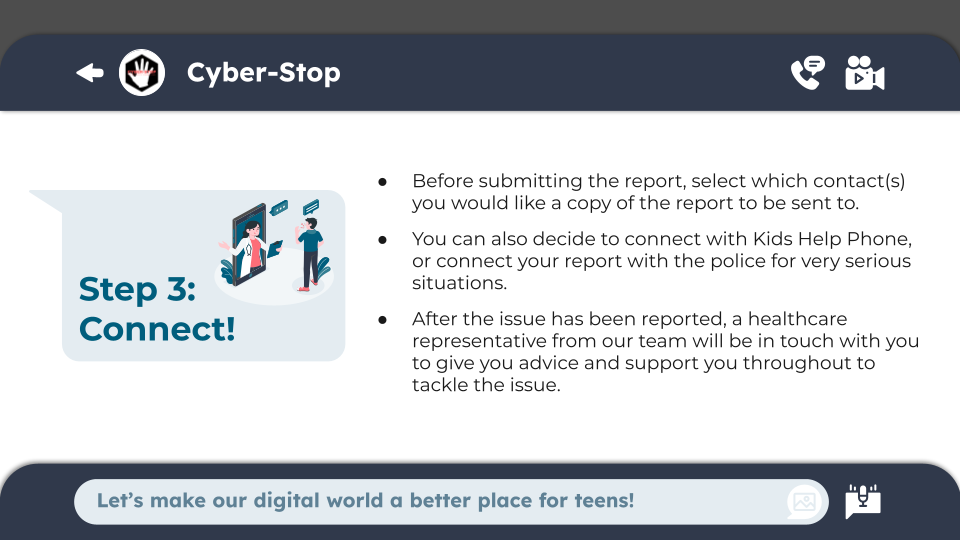 Cyber-Stop
Step 3:
Connect!
● Before submitting the report, select which contact(s)
you would like a copy of the report to be sent to.
● You can also decide to connect with Kids Help Phone,
or connect your report with the police for very serious
situations.
● After the issue has been reported, a healthcare
representative from our team will be in touch with you
to give you advice and support you throughout to
tackle the issue.
Let's make our digital world a better place for teens!